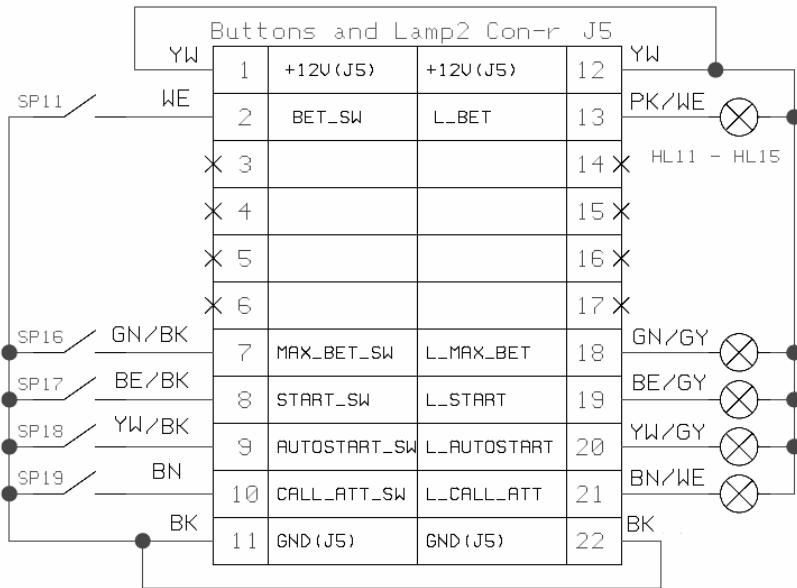 Buttons and Lamp2 Con-r J5
YW 1 +12V(J5) +12V(J5) 12 YW
SP11 WE 2 BET_SW L_BET 13 PK/WE
3 14 HL11 - HL15
4 15
5 16
6 17
SP16 GN/BK 7 MAX_BET_SW L_MAX_BET 18 GN/GY
SP17 BE/BK 8 START_SW L_START 19 BE/GY
SP18 YW/BK 9 AUTOSTART_SW L_AUTOSTART 20 YW/GY
SP19 BN 10 CALL_ATT_SW L_CALL_ATT 21 BN/WE
BK 11 GND(J5) GND(J5) 22 BK